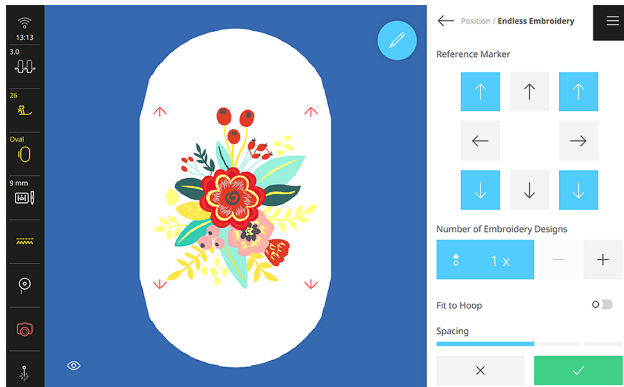 13:13
3.0
26
Oval
9 mm
Position / Endless Embroidery
Reference Marker
Number of Embroidery Designs
1 x
Fit to Hoop
Spacing